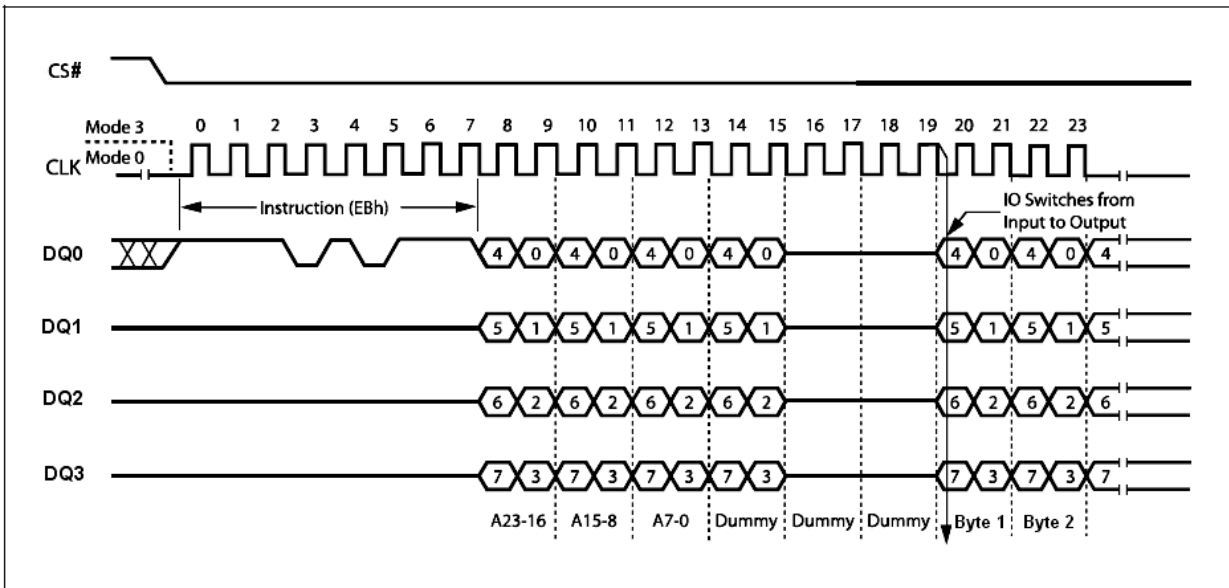 CS#
Mode 3
0 1 2 3 4 5 6 7 8 9 10 11 12 13 14 15 16 17 18 19 20 21 22 23
CLK
Mode 0
Instruction (EBh)
IO Switches from
Input to Output
DQ0
4 0 4 0 4 0 4 0 4 0 4 0 4
DQ1
5 1 5 1 5 1 5 1 5 1 5 1 5
DQ2
6 2 6 2 6 2 6 2 6 2 6 2 6
DQ3
7 3 7 3 7 3 7 3 7 3 7 3 7
A23-16 A15-8 A7-0 Dummy Dummy Dummy Byte 1 Byte 2